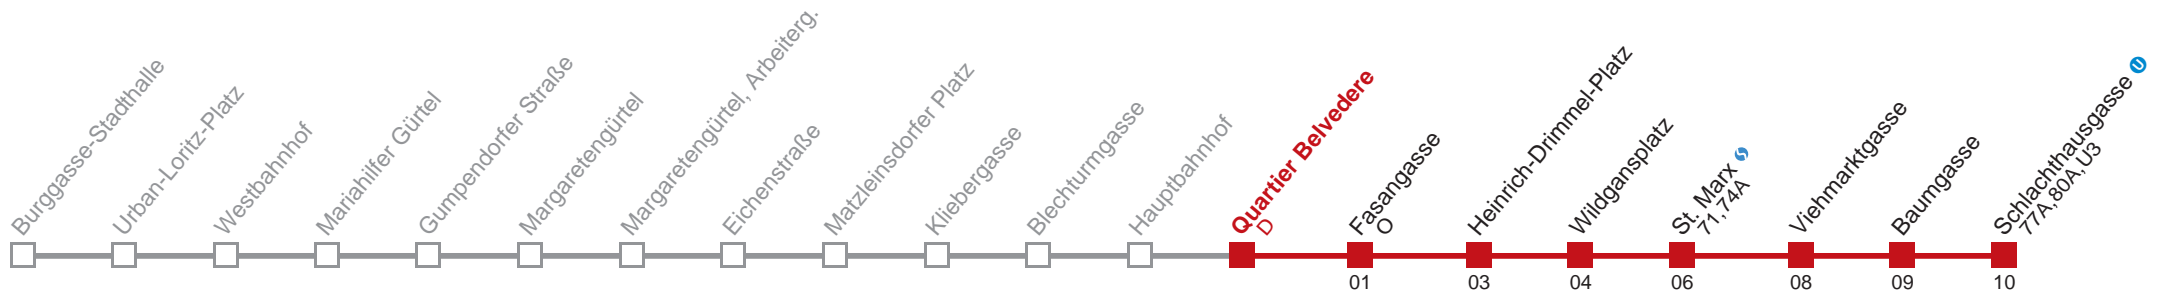 Burggasse-Stadthalle
Urban-Loritz-Platz
Westbahnhof
Mariahilfer Gürtel
Gumpendorfer Straße
Margaretengürtel
Margaretengürtel, Arbeiterg.
Eichenstraße
Matzleinsdorfer Platz
Kliebergasse
Blechturmgasse
Hauptbahnhof
Quartier Belvedere
D
Fasangasse
O
Heinrich-Drimmel-Platz
Wildgansplatz
St. Marx S
71,74A
Viehmarktgasse
Baumgasse
Schlachthausgasse U
77A,80A,U3
01 03 04 06 08 09 10